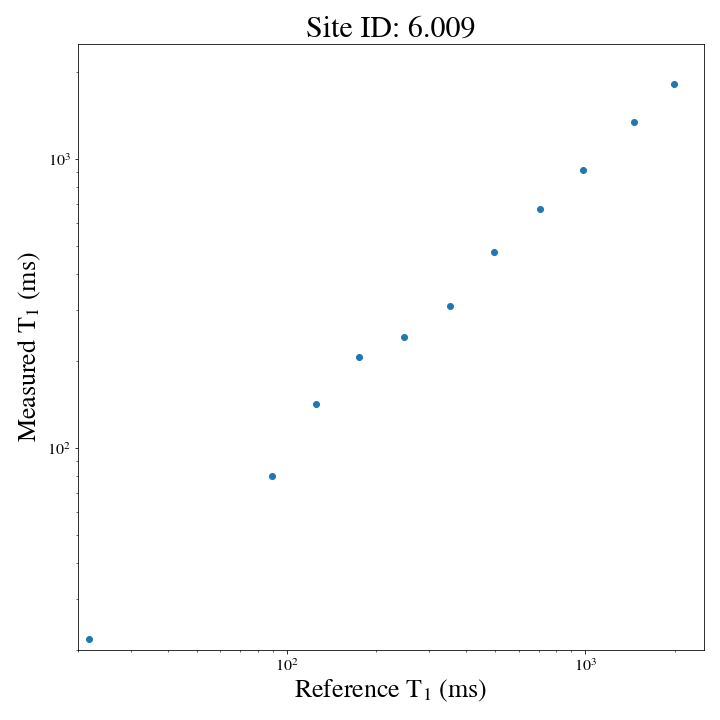 Site ID: 6.009
Measured T₁ (ms)
10³
10²
10²
10³
Reference T₁ (ms)